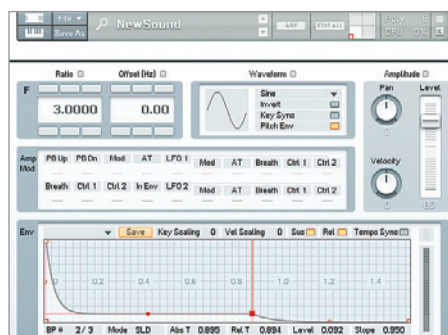 File
Save As
NewSound
ARP
EDIT ALL
POLY 8
CPU 0%
Ratio Offset (Hz) Waveform Amplitude
F 3.0000 0.00
Sine
Invert
Key Sync
Pitch Env
Pan Level
0
Velocity
0
Amp Mod
PB Up PB Dn Mod AT LFO 1 Mod AT Breath Ctrl 1 Ctrl 2
Breath Ctrl 1 Ctrl 2 In Env LFO 2 Mod AT Breath Ctrl 1 Ctrl 2
Env Save Key Scaling 0 Vel Scaling 0 Sus Rel Tempo Sync
0.2 0.4 0.6 0.8 1.0 1.2 1.4
BP # 2 / 3 Mode SLD Abs T 0.895 Rel T 0.894 Level 0.092 Slope 0.950